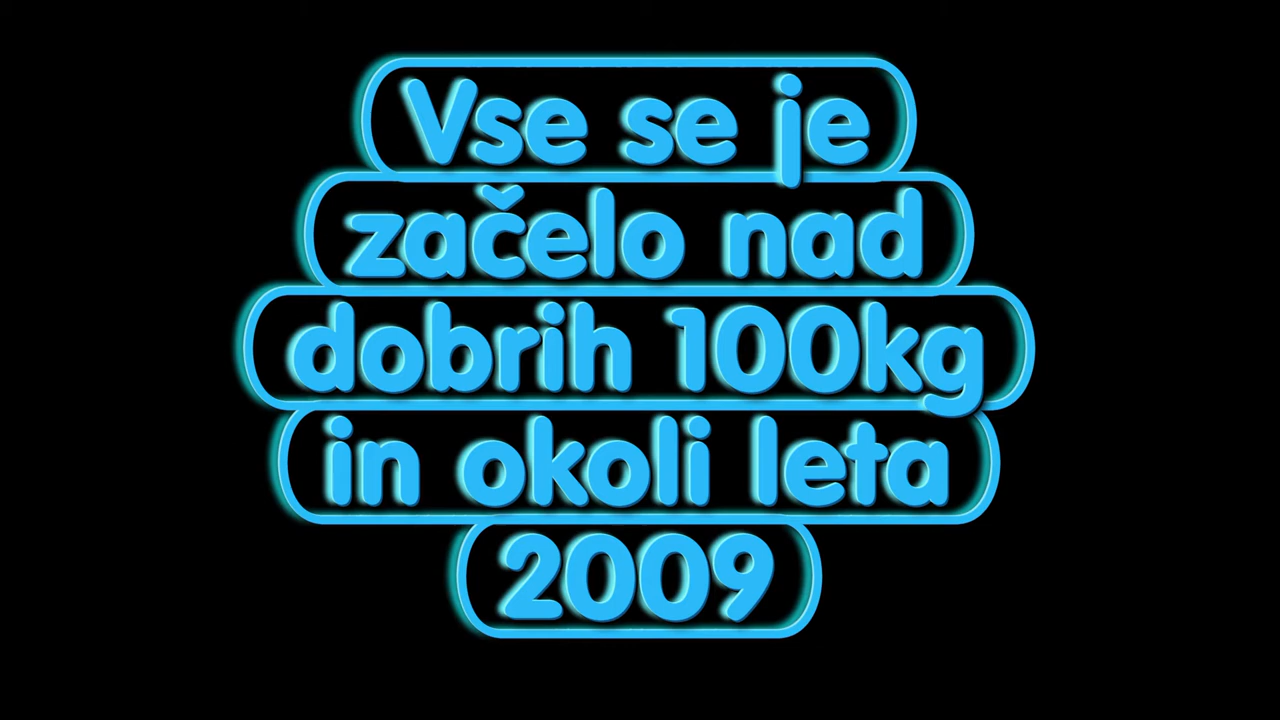 Vse se je
začelo nad
dobrih 100kg
in okoli leta
2009